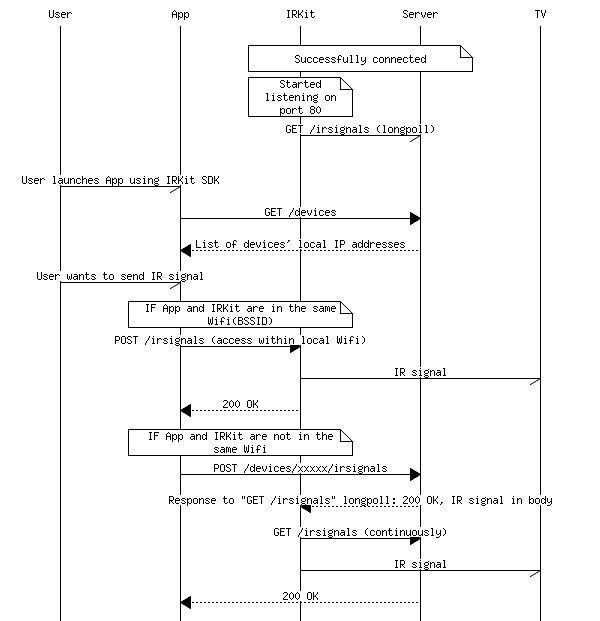 User App IRKit Server TV
Successfully connected
Started
listening on
port 80
GET /irsignals (longpoll)
User launches App using IRKit SDK
GET /devices
List of devices' local IP addresses
User wants to send IR signal
IF App and IRKit are in the same
Wifi(BSSID)
POST /irsignals (access within local Wifi)
IR signal
200 OK
IF App and IRKit are not in the
same Wifi
POST /devices/xxxxx/irsignals
Response to "GET /irsignals" longpoll: 200 OK, IR signal in body
GET /irsignals (continuously)
IR signal
200 OK